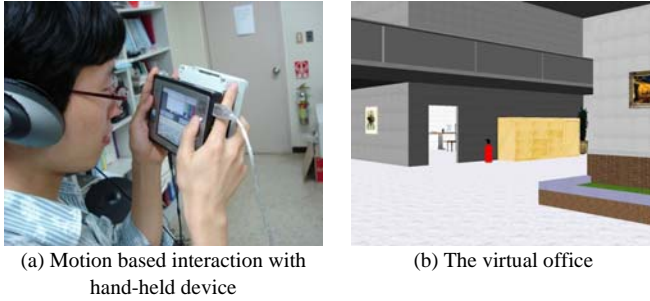 (a) Motion based interaction with
hand-held device
(b) The virtual office